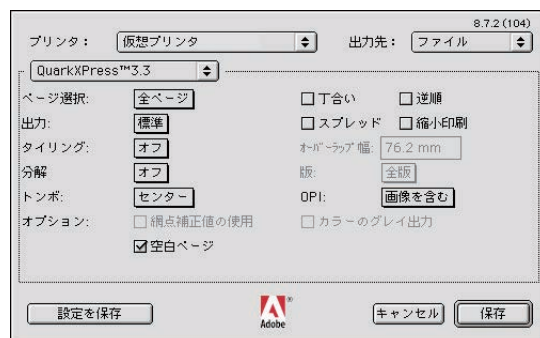 8.7.2 (104)
プリンタ： 仮想プリンタ 出力先： ファイル
QuarkXPress™3.3
ページ選択: 全ページ 丁合い 逆順
出力: 標準 スプレッド 縮小印刷
タイリング: オフ オーバーラップ幅: 76.2 mm
分解 オフ 版: 全版
トンボ: センター OPI: 画像を含む
オプション: 網点補正値の使用 カラーのグレイ出力
空白ページ
設定を保存 Adobe ® キャンセル 保存